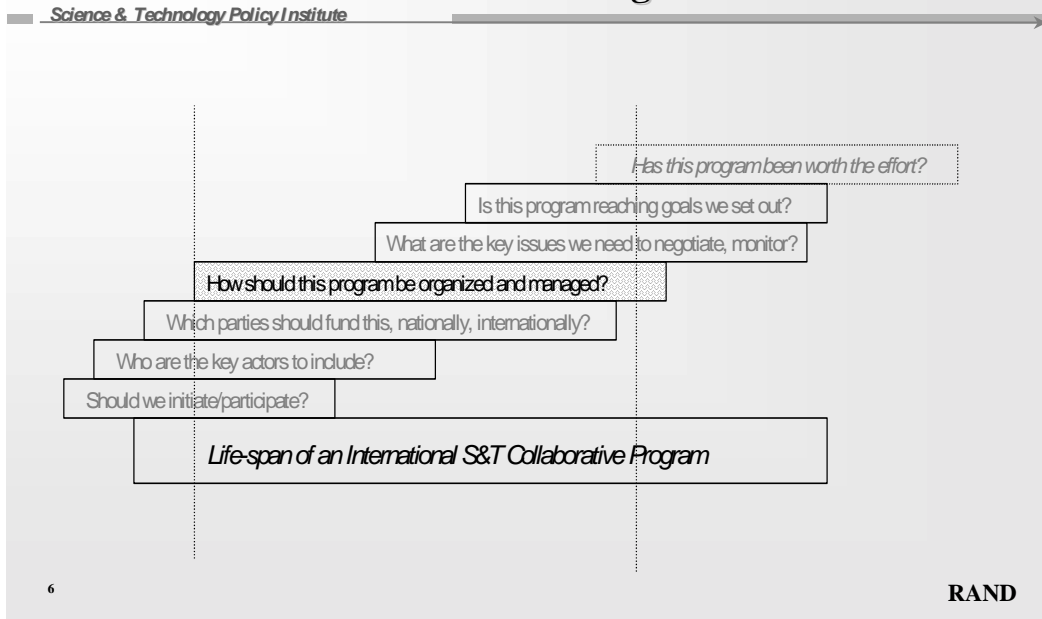 Science & Technology Policy Institute
Has this program been worth the effort?
Is this program reaching goals we set out?
What are the key issues we need to negotiate, monitor?
How should this program be organized and managed?
Which parties should fund this, nationally, internationally?
Who are the key actors to include?
Should we initiate/participate?
Life-span of an International S&T Collaborative Program
6
RAND